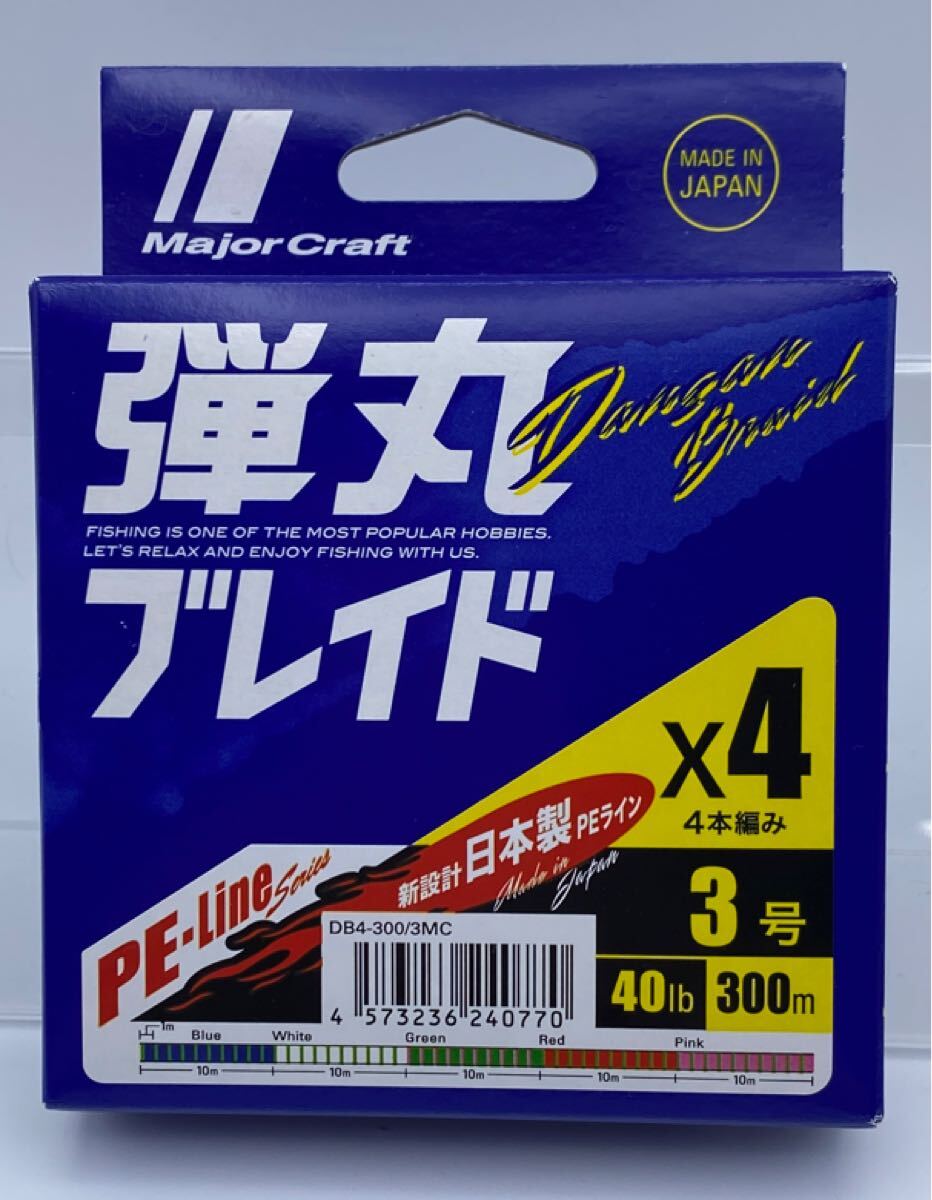 MADE IN
JAPAN
Major Craft
弾丸
Dangan
Braid
FISHING IS ONE OF THE MOST POPULAR HOBBIES.
LET'S RELAX AND ENJOY FISHING WITH US.
ブレイド
X4
4本編み
新設計 日本製 PEライン
Made in Japan
PE-Line Series
3号
40lb 300m
DB4-300/3MC
4 573236 240770
1m Blue White Green Red Pink
10m 10m 10m 10m 10m